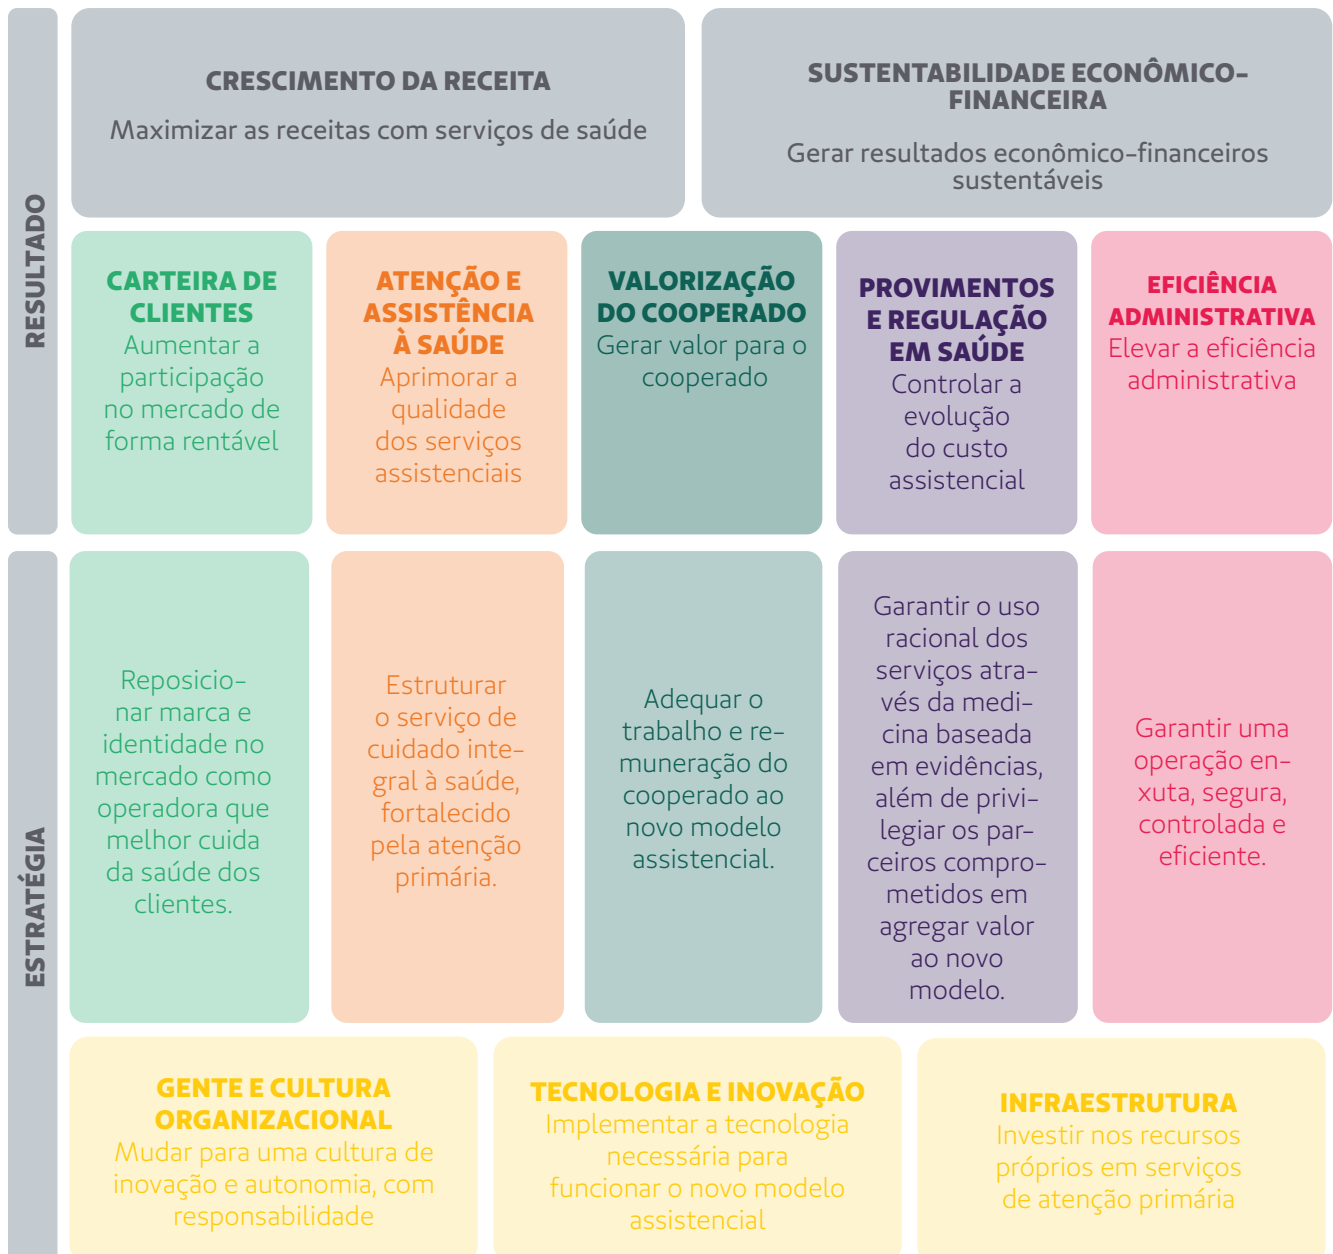 RESULTADO
CRESCIMENTO DA RECEITA
Maximizar as receitas com serviços de saúde
SUSTENTABILIDADE ECONÔMICO-
FINANCEIRA
Gerar resultados econômico-financeiros
sustentáveis
CARTEIRA DE
CLIENTES
Aumentar a
participação
no mercado de
forma rentável
ATENÇÃO E
ASSISTÊNCIA
À SAÚDE
Aprimorar a
qualidade
dos serviços
assistenciais
VALORIZAÇÃO
DO COOPERADO
Gerar valor para o
cooperado
PROVIMENTOS
E REGULAÇÃO
EM SAÚDE
Controlar a
evolução
do custo
assistencial
EFICIÊNCIA
ADMINISTRATIVA
Elevar a eficiência
administrativa
ESTRATÉGIA
Reposicio-
nar marca e
identidade no
mercado como
operadora que
melhor cuida
da saúde dos
clientes.
Estruturar
o serviço de
cuidado inte-
gral à saúde,
fortalecido
pela atenção
primária.
Adequar o
trabalho e re-
muneração do
cooperado ao
novo modelo
assistencial.
Garantir o uso
racional dos
serviços atra-
vés da medi-
cina baseada
em evidências,
além de privi-
legiar os par-
ceiros compro-
metidos em
agregar valor
ao novo
modelo.
Garantir uma
operação en-
xuta, segura,
controlada e
eficiente.
GENTE E CULTURA
ORGANIZACIONAL
Mudar para uma cultura de
inovação e autonomia, com
responsabilidade
TECNOLOGIA E INOVAÇÃO
Implementar a tecnologia
necessária para
funcionar o novo modelo
assistencial
INFRAESTRUTURA
Investir nos recursos
próprios em serviços
de atenção primária